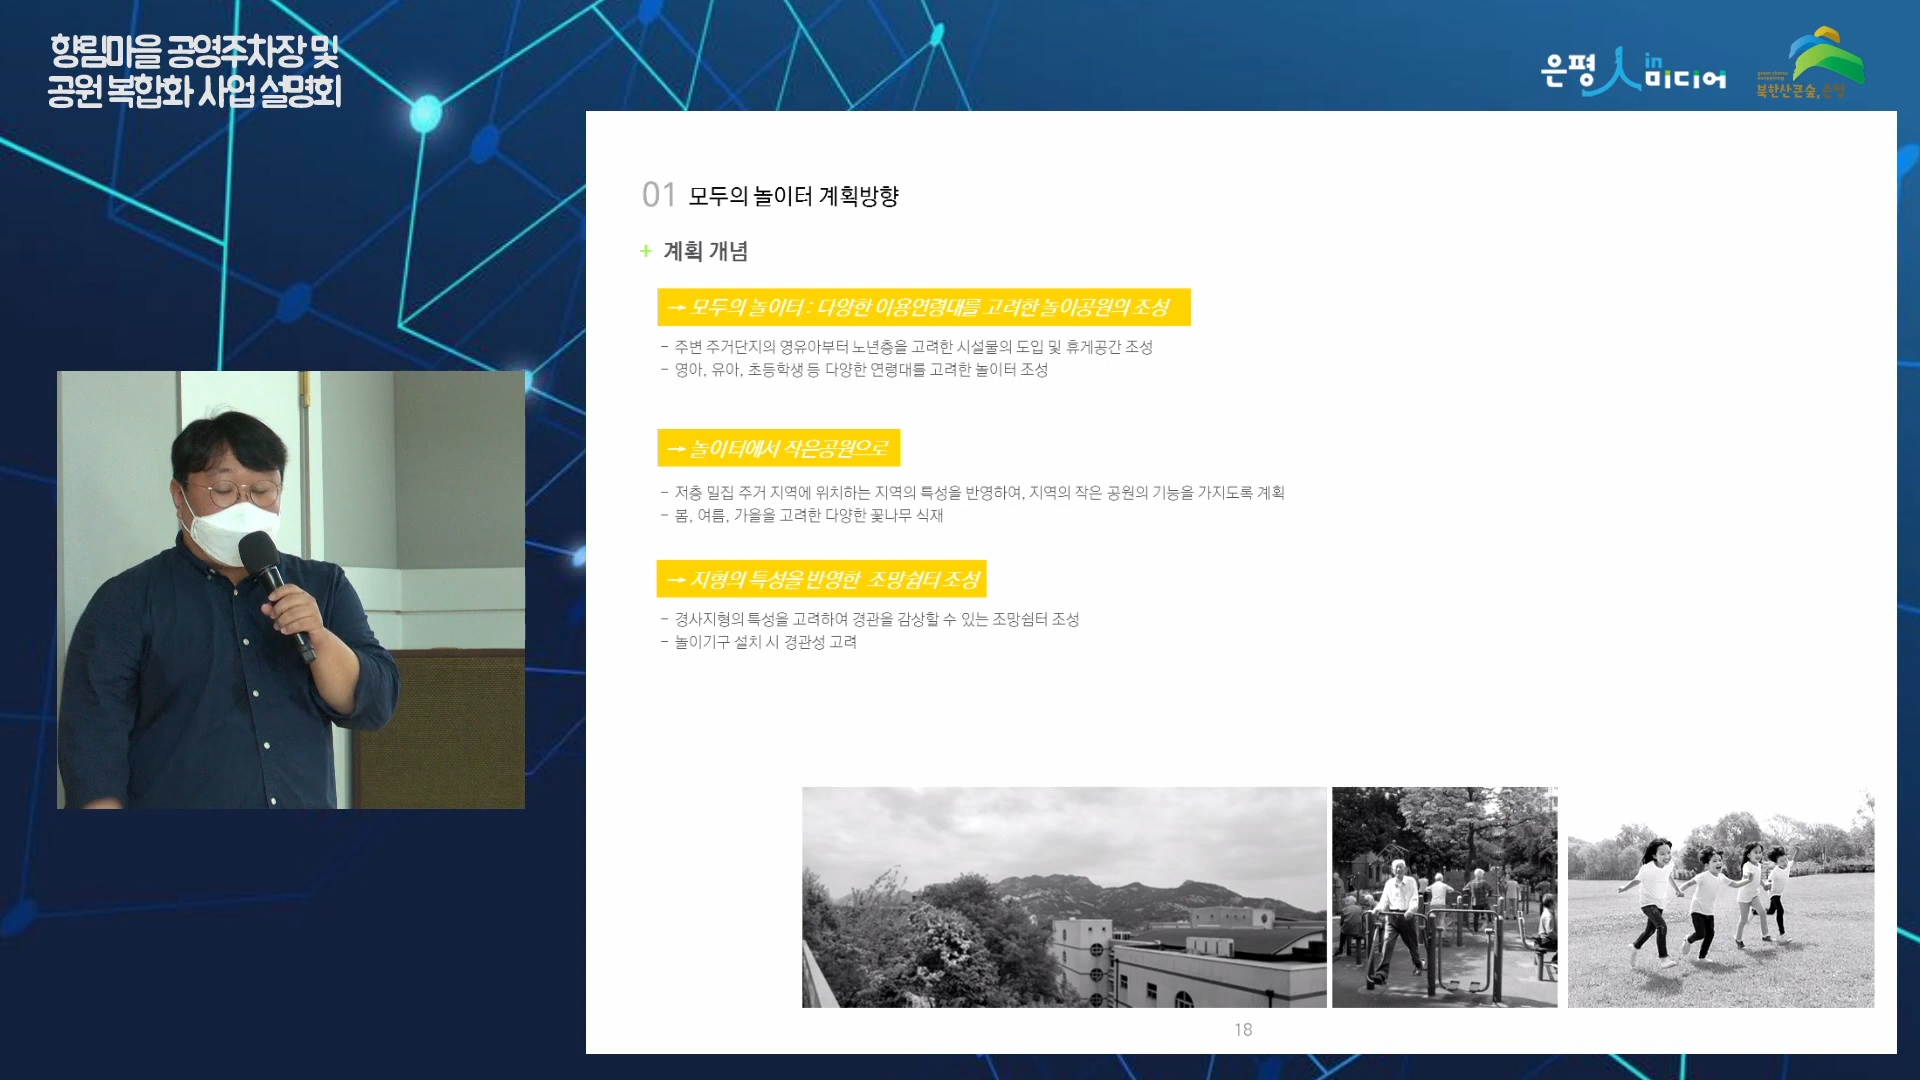 향림마을 공영주차장 및
공원 복합화 사업 설명회
은평人in미디어
북한산큰숲, 은평
01 모두의 놀이터 계획방향
+ 계획 개념
→ 모두의 놀이터 : 다양한 이용연령대를 고려한 놀이공원의 조성
- 주변 주거단지의 영유아부터 노년층을 고려한 시설물의 도입 및 휴게공간 조성
- 영아, 유아, 초등학생 등 다양한 연령대를 고려한 놀이터 조성
→ 놀이터에서 작은공원으로
- 저층 밀집 주거 지역에 위치하는 지역의 특성을 반영하여, 지역의 작은 공원의 기능을 가지도록 계획
- 봄, 여름, 가을을 고려한 다양한 꽃나무 식재
→ 지형의 특성을 반영한 조망쉼터 조성
- 경사지형의 특성을 고려하여 경관을 감상할 수 있는 조망쉼터 조성
- 놀이기구 설치 시 경관성 고려
18